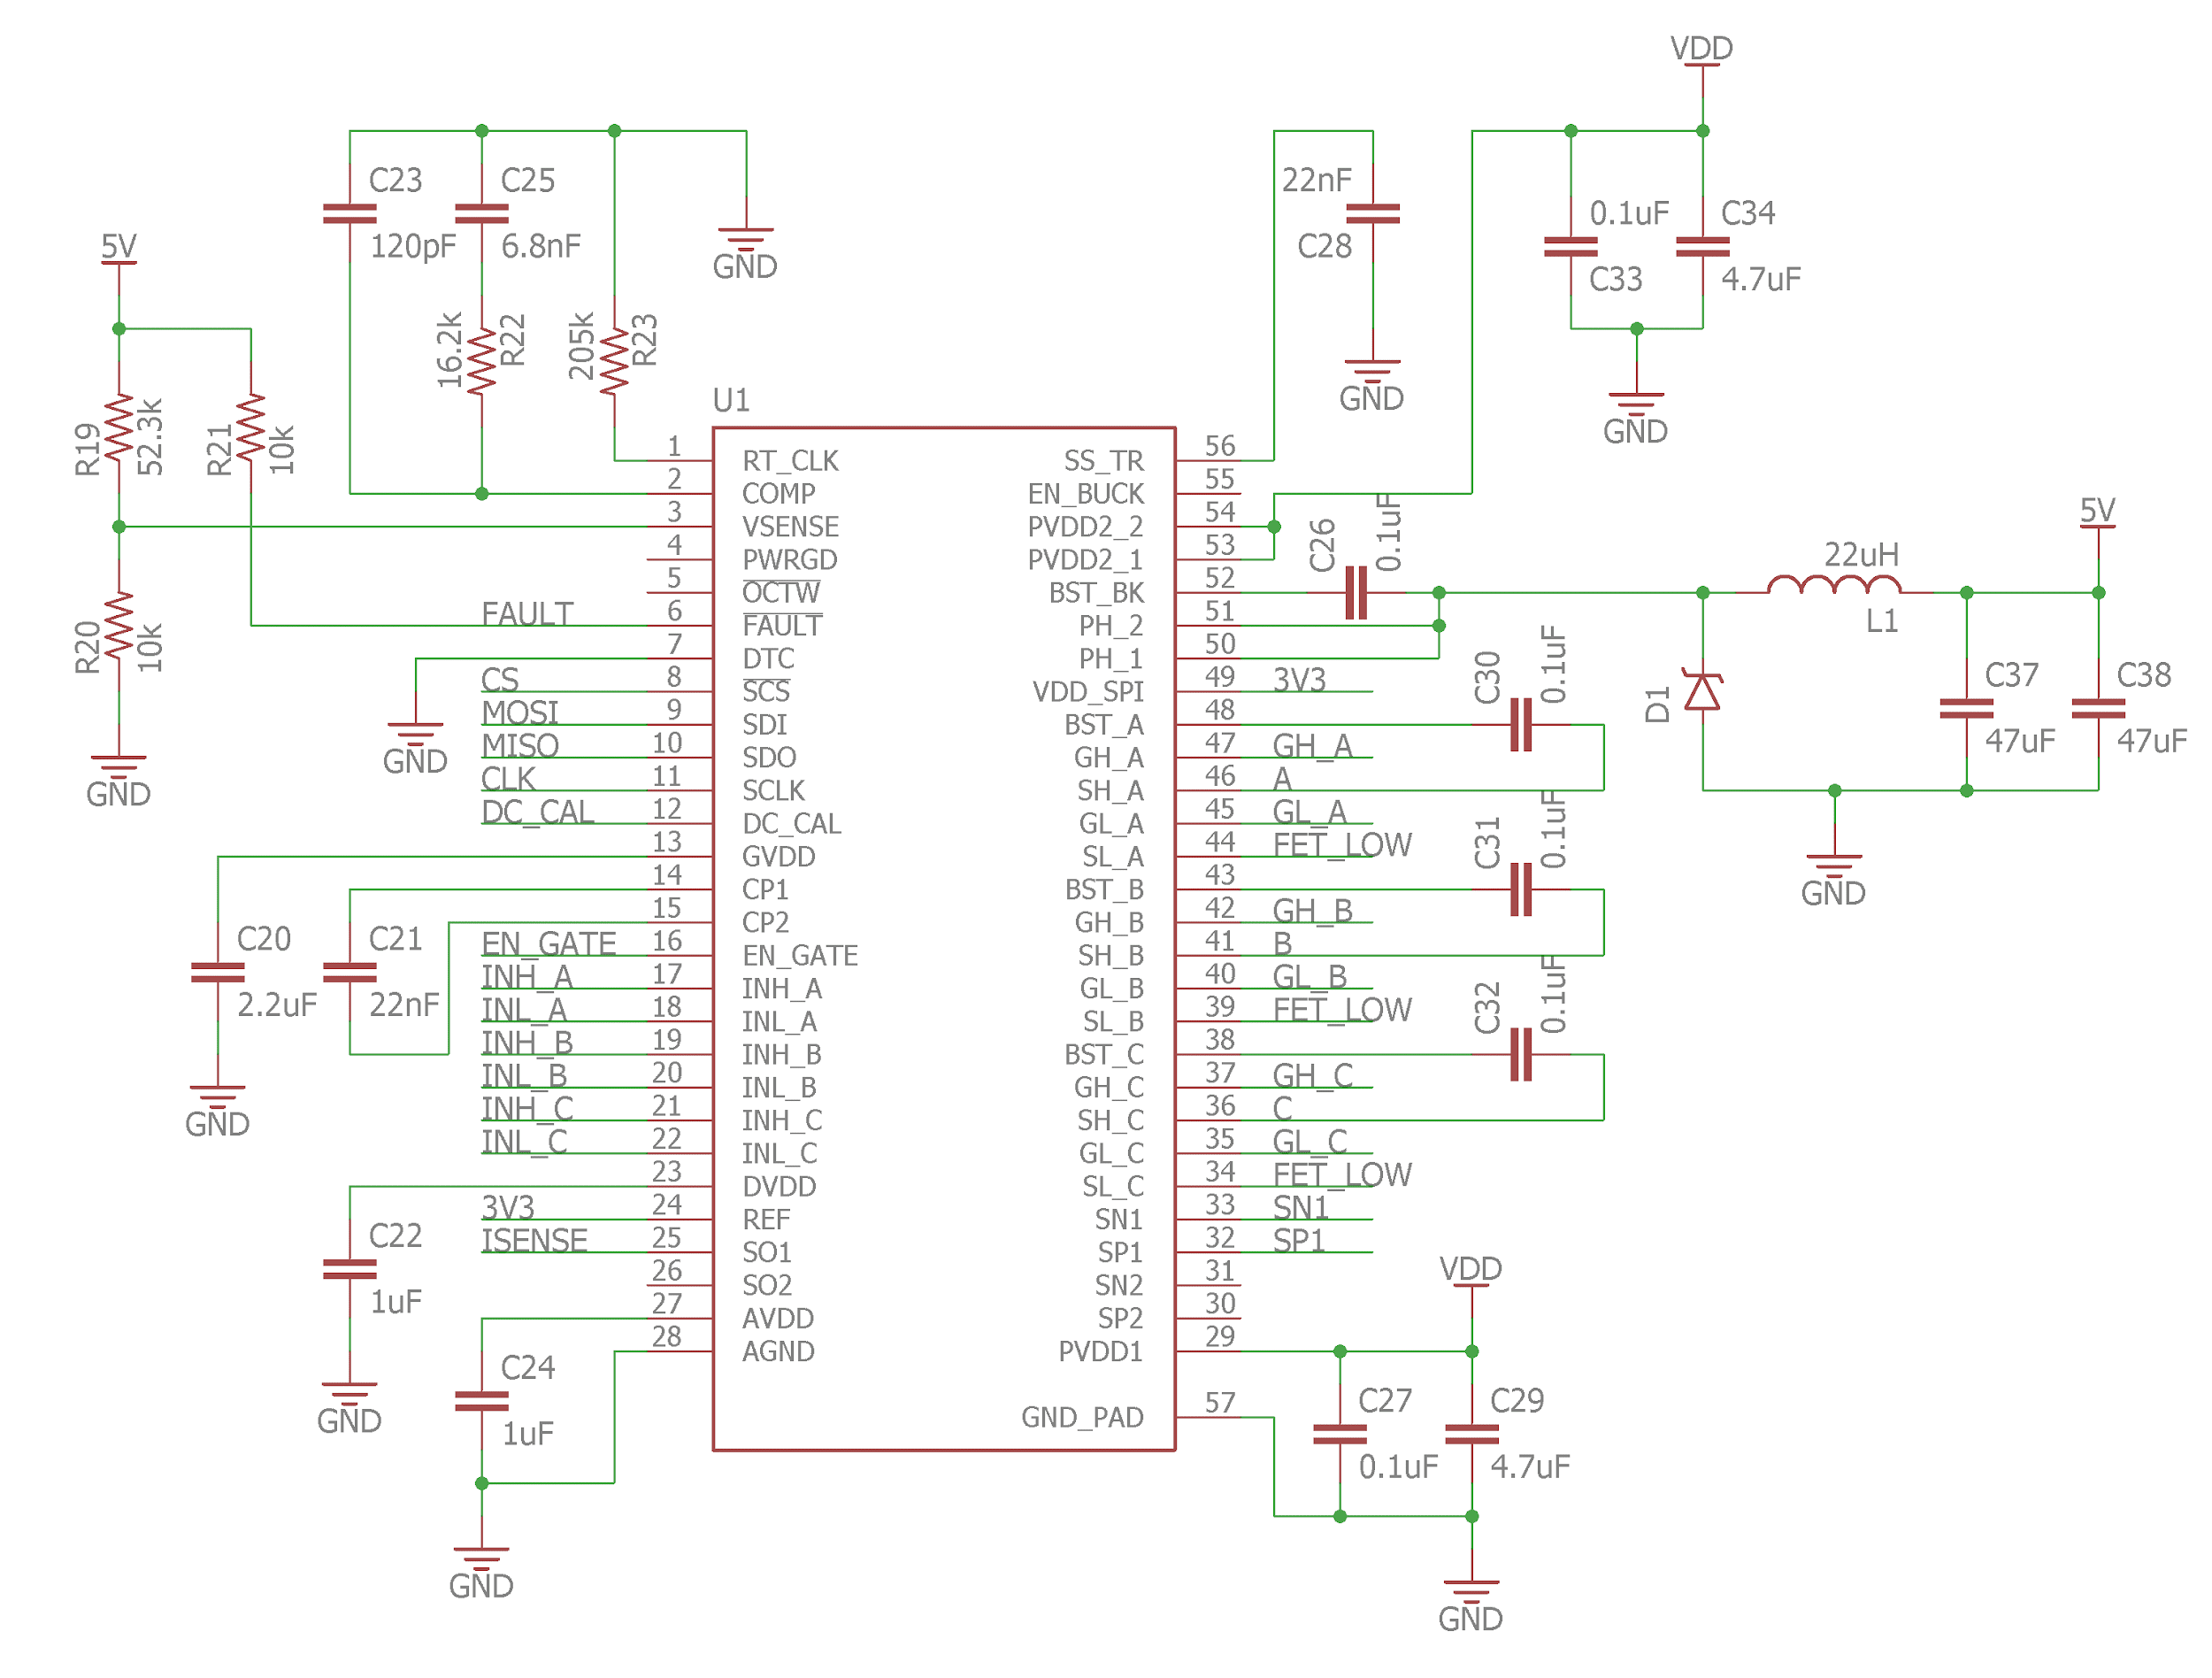 VDD
C23
120pF
C25
6.8nF
GND
22nF
C28
GND
0.1uF
C33
C34
4.7uF
GND
5V
R19
52.3k
R21
10k
16.2k
R22
205k
R23
R20
10k
GND
U1
1 RT_CLK
2 COMP
3 VSENSE
4 PWRGD
5 OCTW
FAULT 6 FAULT
7 DTC
GND
CS 8 SCS
MOSI 9 SDI
MISO 10 SDO
CLK 11 SCLK
DC_CAL 12 DC_CAL
13 GVDD
14 CP1
15 CP2
EN_GATE 16 EN_GATE
INH_A 17 INH_A
INL_A 18 INL_A
INH_B 19 INH_B
INL_B 20 INL_B
INH_C 21 INH_C
INL_C 22 INL_C
23 DVDD
3V3 24 REF
ISENSE 25 SO1
26 SO2
27 AVDD
28 AGND
C20
2.2uF
GND
C21
22nF
C22
1uF
GND
C24
1uF
GND
SS_TR 56
EN_BUCK 55
PVDD2_2 54
PVDD2_1 53
BST_BK 52
PH_2 51
PH_1 50
VDD_SPI 49 3V3
BST_A 48
GH_A 47 GH_A
SH_A 46 A
GL_A 45 GL_A
SL_A 44 FET_LOW
BST_B 43
GH_B 42 GH_B
SH_B 41 B
GL_B 40 GL_B
SL_B 39 FET_LOW
BST_C 38
GH_C 37 GH_C
SH_C 36 C
GL_C 35 GL_C
SL_C 34 FET_LOW
SN1 33 SN1
SP1 32 SP1
SN2 31
SP2 30
PVDD1 29
GND_PAD 57
C26
0.1uF
C30
0.1uF
C31
0.1uF
C32
0.1uF
22uH
L1
5V
D1
C37
47uF
C38
47uF
GND
VDD
C27
0.1uF
C29
4.7uF
GND